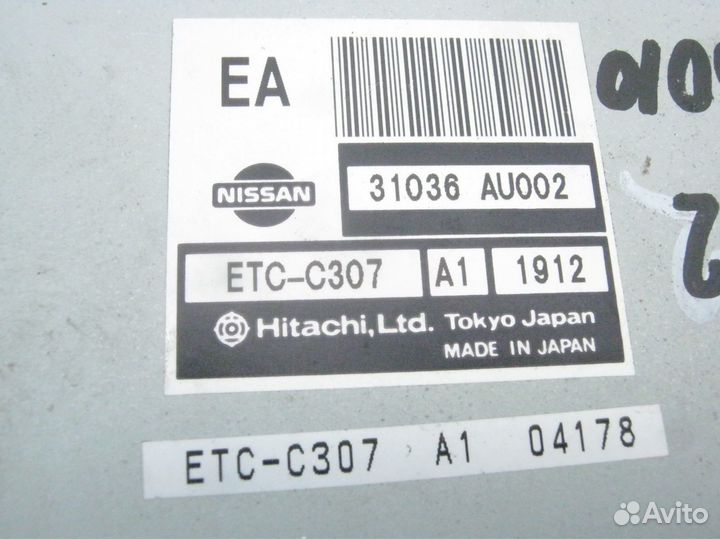 EA
NISSAN
31036 AU002
ETC-C307 A1 1912
Hitachi, Ltd. Tokyo Japan
MADE IN JAPAN
ETC-C307 A1 04178
Avito